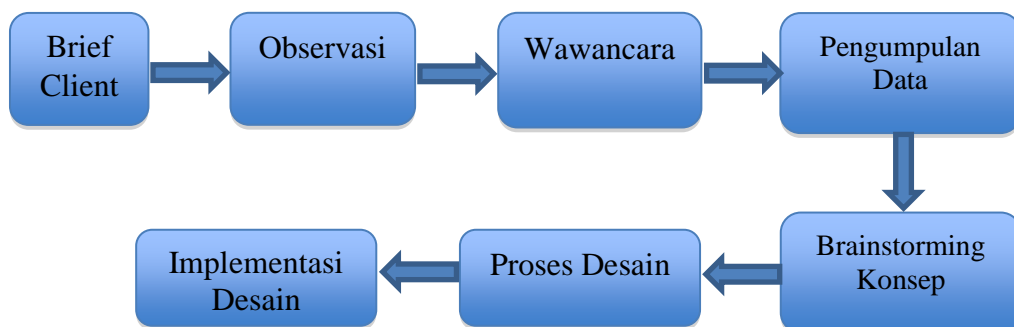 Brief
Client
Observasi
Wawancara
Pengumpulan
Data
Brainstorming
Konsep
Proses Desain
Implementasi
Desain